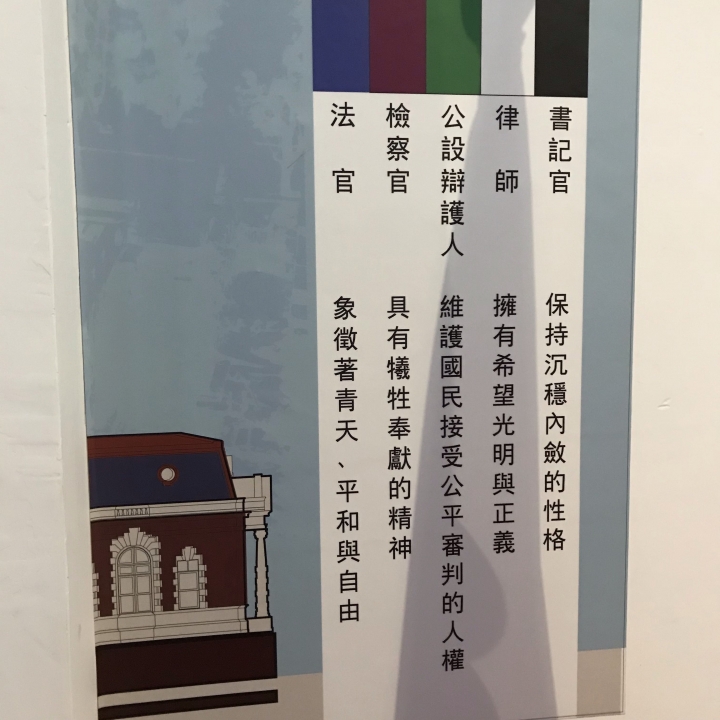 書記官 保持沉穩內斂的性格
律師 擁有希望光明與正義
公設辯護人 維護國民接受公平審判的人權
檢察官 具有犧牲奉獻的精神
法官 象徵著青天、平和與自由